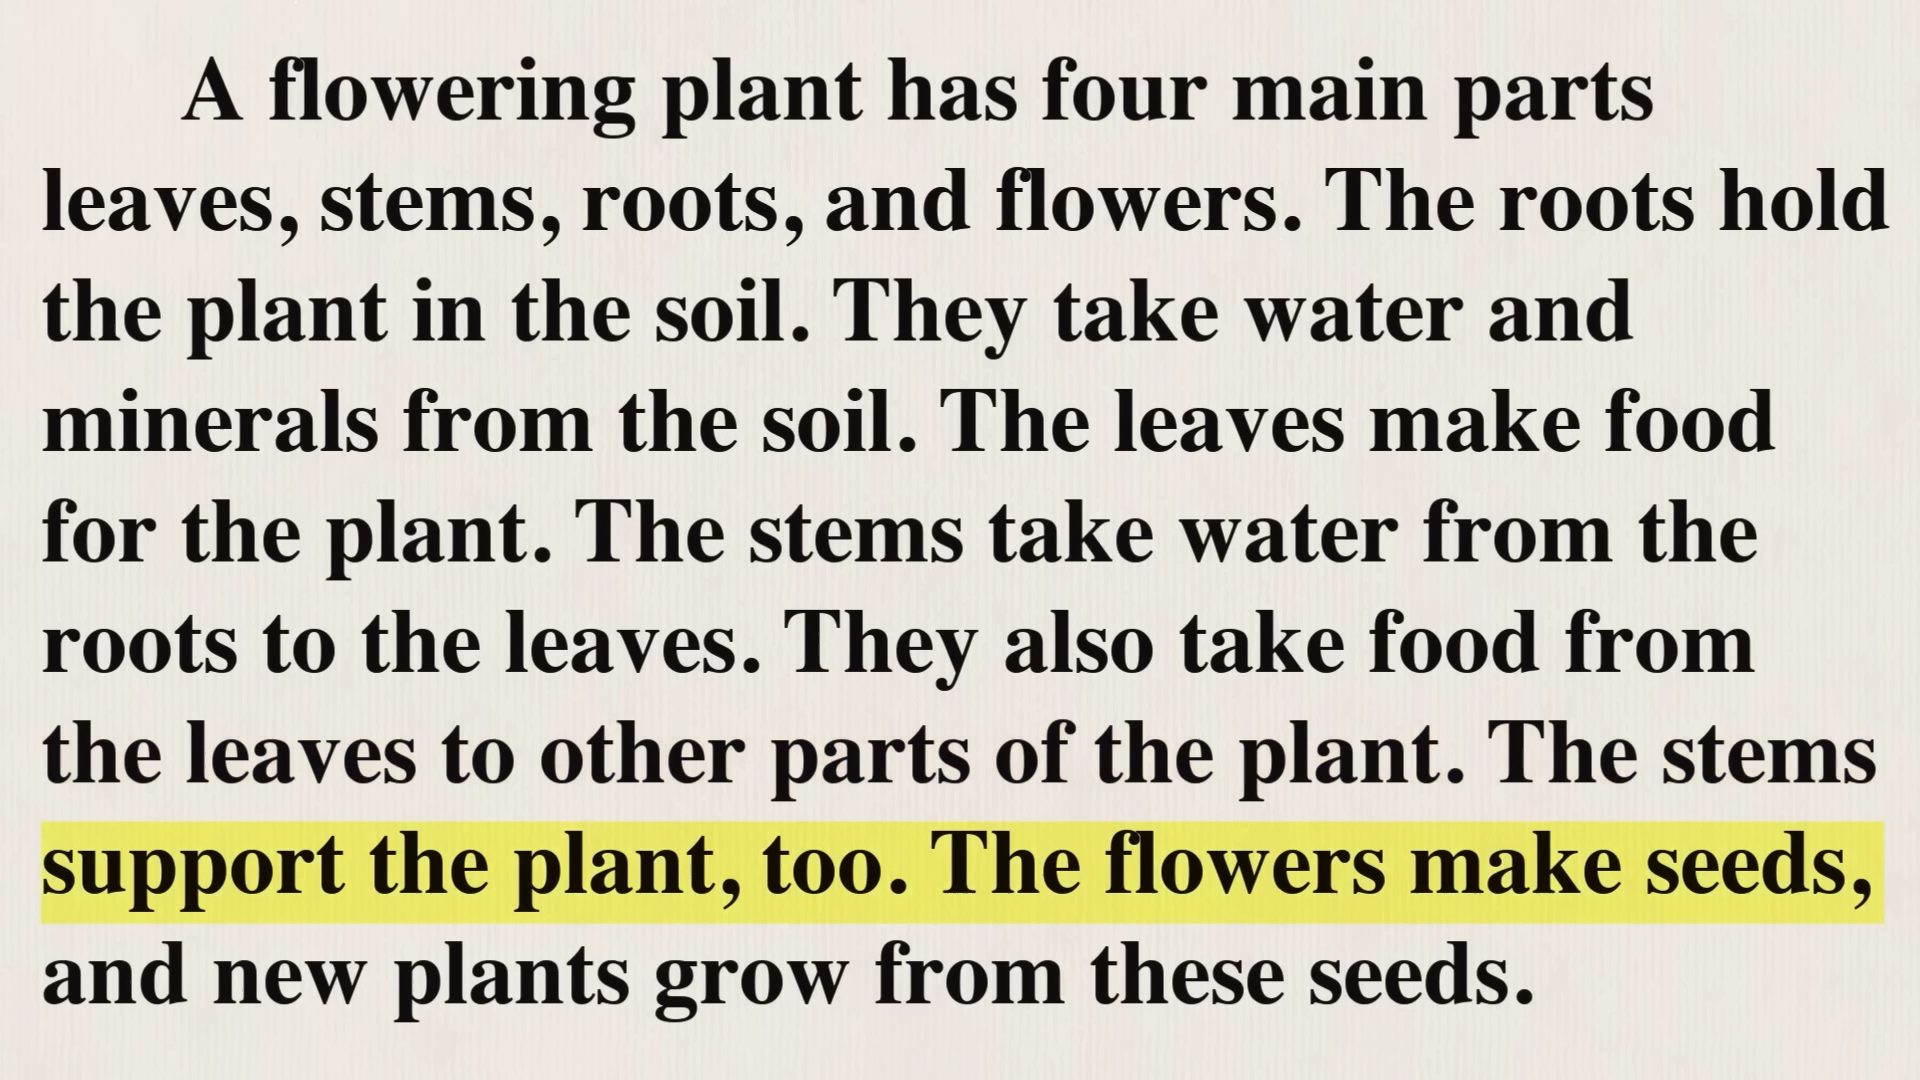 A flowering plant has four main parts
leaves, stems, roots, and flowers. The roots hold
the plant in the soil. They take water and
minerals from the soil. The leaves make food
for the plant. The stems take water from the
roots to the leaves. They also take food from
the leaves to other parts of the plant. The stems
support the plant, too. The flowers make seeds,
and new plants grow from these seeds.